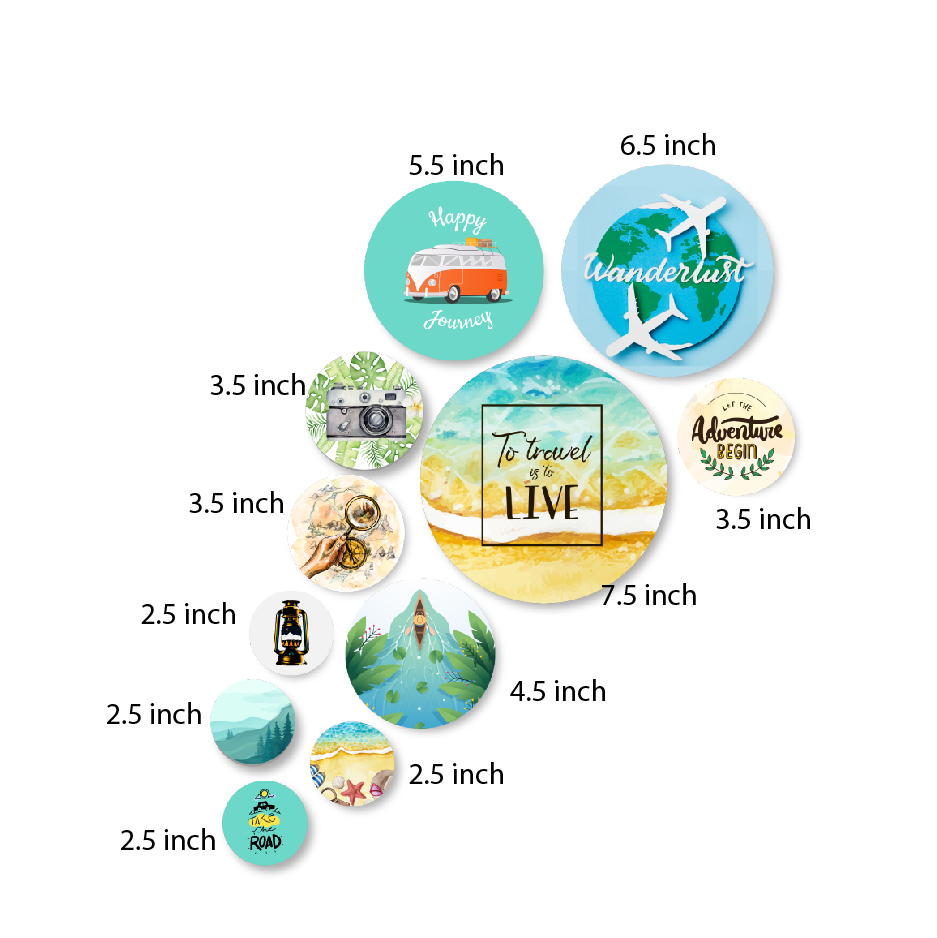 6.5 inch
5.5 inch
Happy
Journey
Wanderlust
3.5 inch
LET THE
Adventure
BEGIN
3.5 inch
To travel
is to
LIVE
3.5 inch
7.5 inch
2.5 inch
4.5 inch
2.5 inch
2.5 inch
TAKE
the
ROAD
2.5 inch